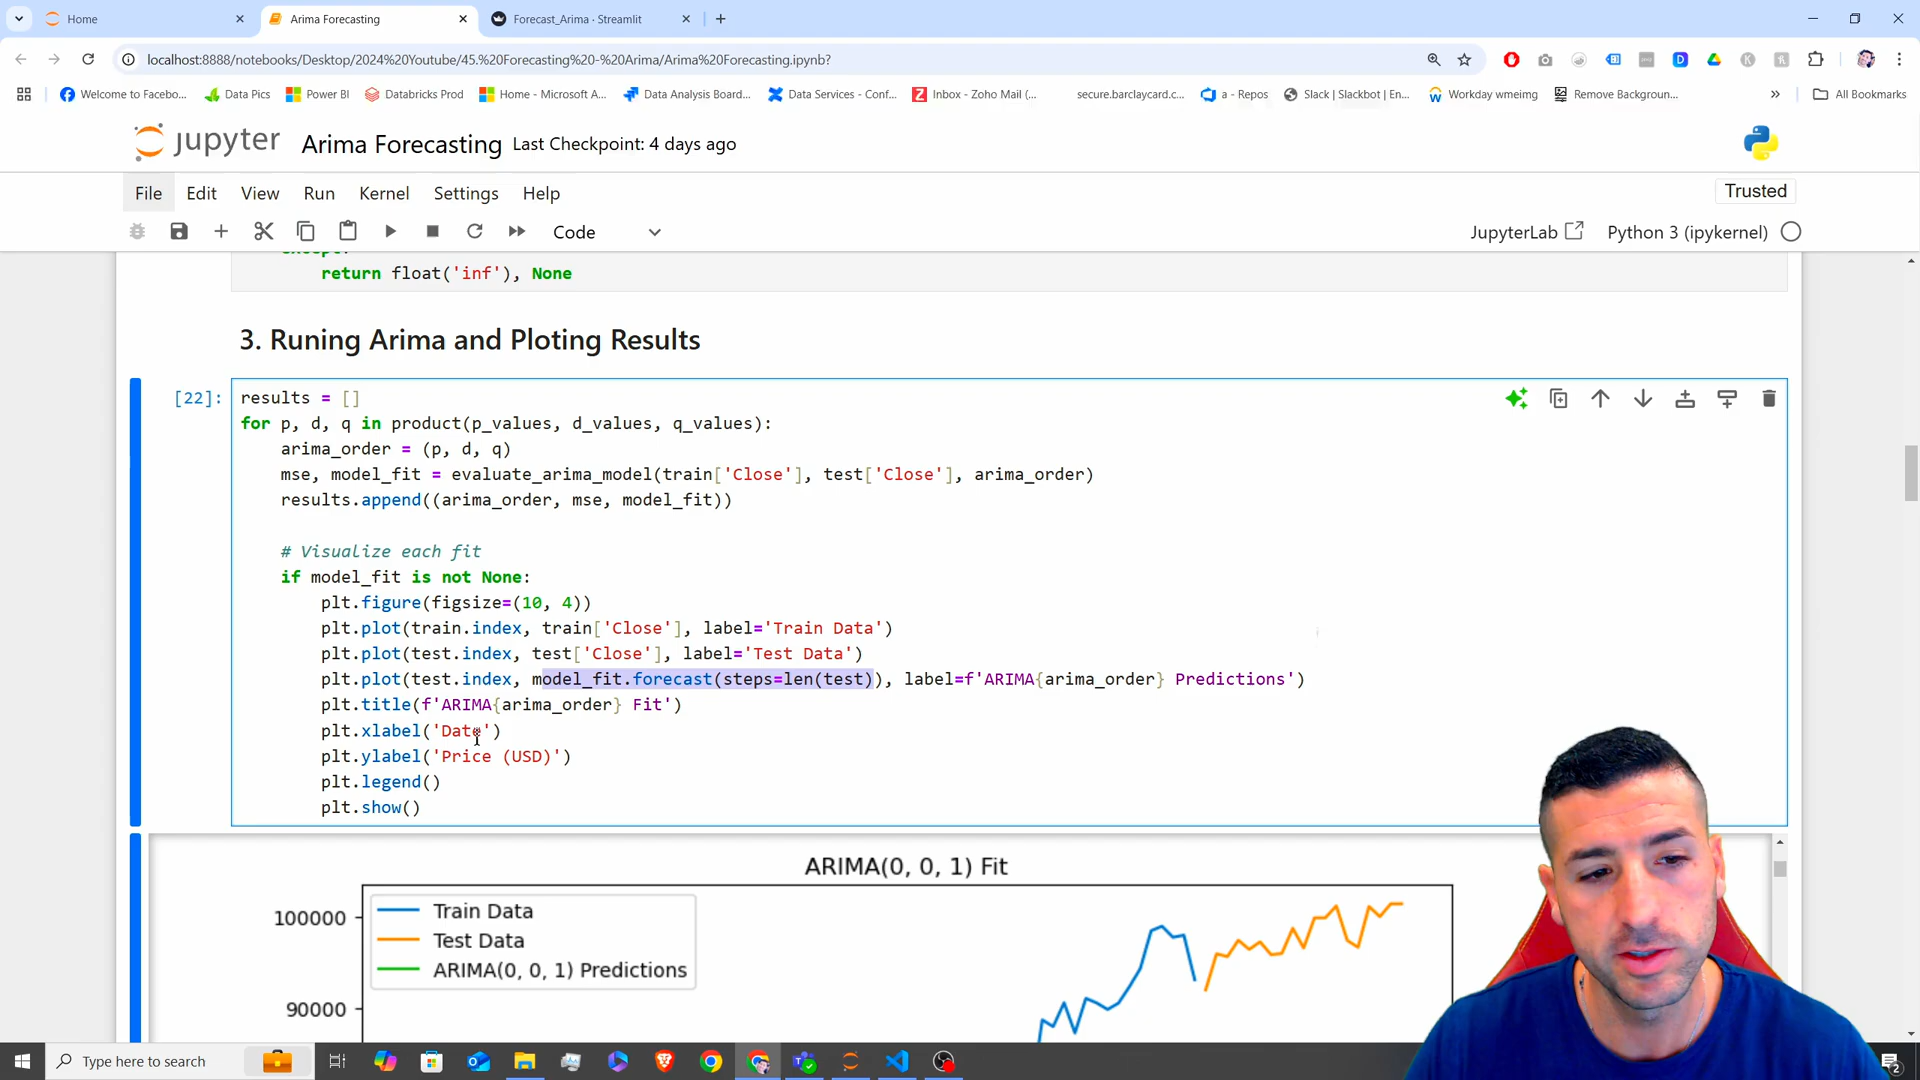 Home
Arima Forecasting
Forecast_Arima · Streamlit
localhost:8888/notebooks/Desktop/2024%20Youtube/45.%20Forecasting%20-%20Arima/Arima%20Forecasting.ipynb?
Welcome to Facebo...
Data Pics
Power BI
Databricks Prod
Home - Microsoft A...
Data Analysis Board...
Data Services - Conf...
Inbox - Zoho Mail (...
secure.barclaycard.c...
a - Repos
Slack | Slackbot | En...
Workday wmeimg
Remove Backgroun...
All Bookmarks
jupyter
Arima Forecasting
Last Checkpoint: 4 days ago
File
Edit
View
Run
Kernel
Settings
Help
Trusted
Code
JupyterLab
Python 3 (ipykernel)
except:
return float('inf'), None
3. Runing Arima and Ploting Results
[22]:
results = []
for p, d, q in product(p_values, d_values, q_values):
arima_order = (p, d, q)
mse, model_fit = evaluate_arima_model(train['Close'], test['Close'], arima_order)
results.append((arima_order, mse, model_fit))
# Visualize each fit
if model_fit is not None:
plt.figure(figsize=(10, 4))
plt.plot(train.index, train['Close'], label='Train Data')
plt.plot(test.index, test['Close'], label='Test Data')
plt.plot(test.index, model_fit.forecast(steps=len(test)), label=f'ARIMA{arima_order} Predictions')
plt.title(f'ARIMA{arima_order} Fit')
plt.xlabel('Date')
plt.ylabel('Price (USD)')
plt.legend()
plt.show()
ARIMA(0, 0, 1) Fit
100000
90000
Train Data
Test Data
ARIMA(0, 0, 1) Predictions
Type here to search
2